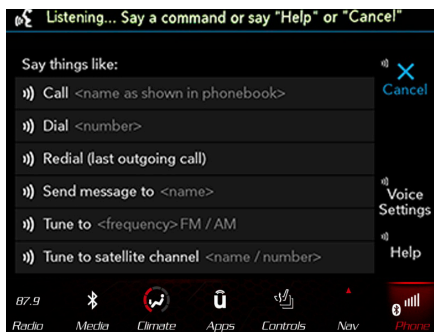 Listening... Say a command or say "Help" or "Cancel"
Say things like:
Cancel
Call <name as shown in phonebook>
Dial <number>
Redial (last outgoing call)
Send message to <name>
Voice
Settings
Tune to <frequency> FM / AM
Help
Tune to satellite channel <name / number>
87.9
Radio
Media
Climate
Apps
Controls
Nav
Phone